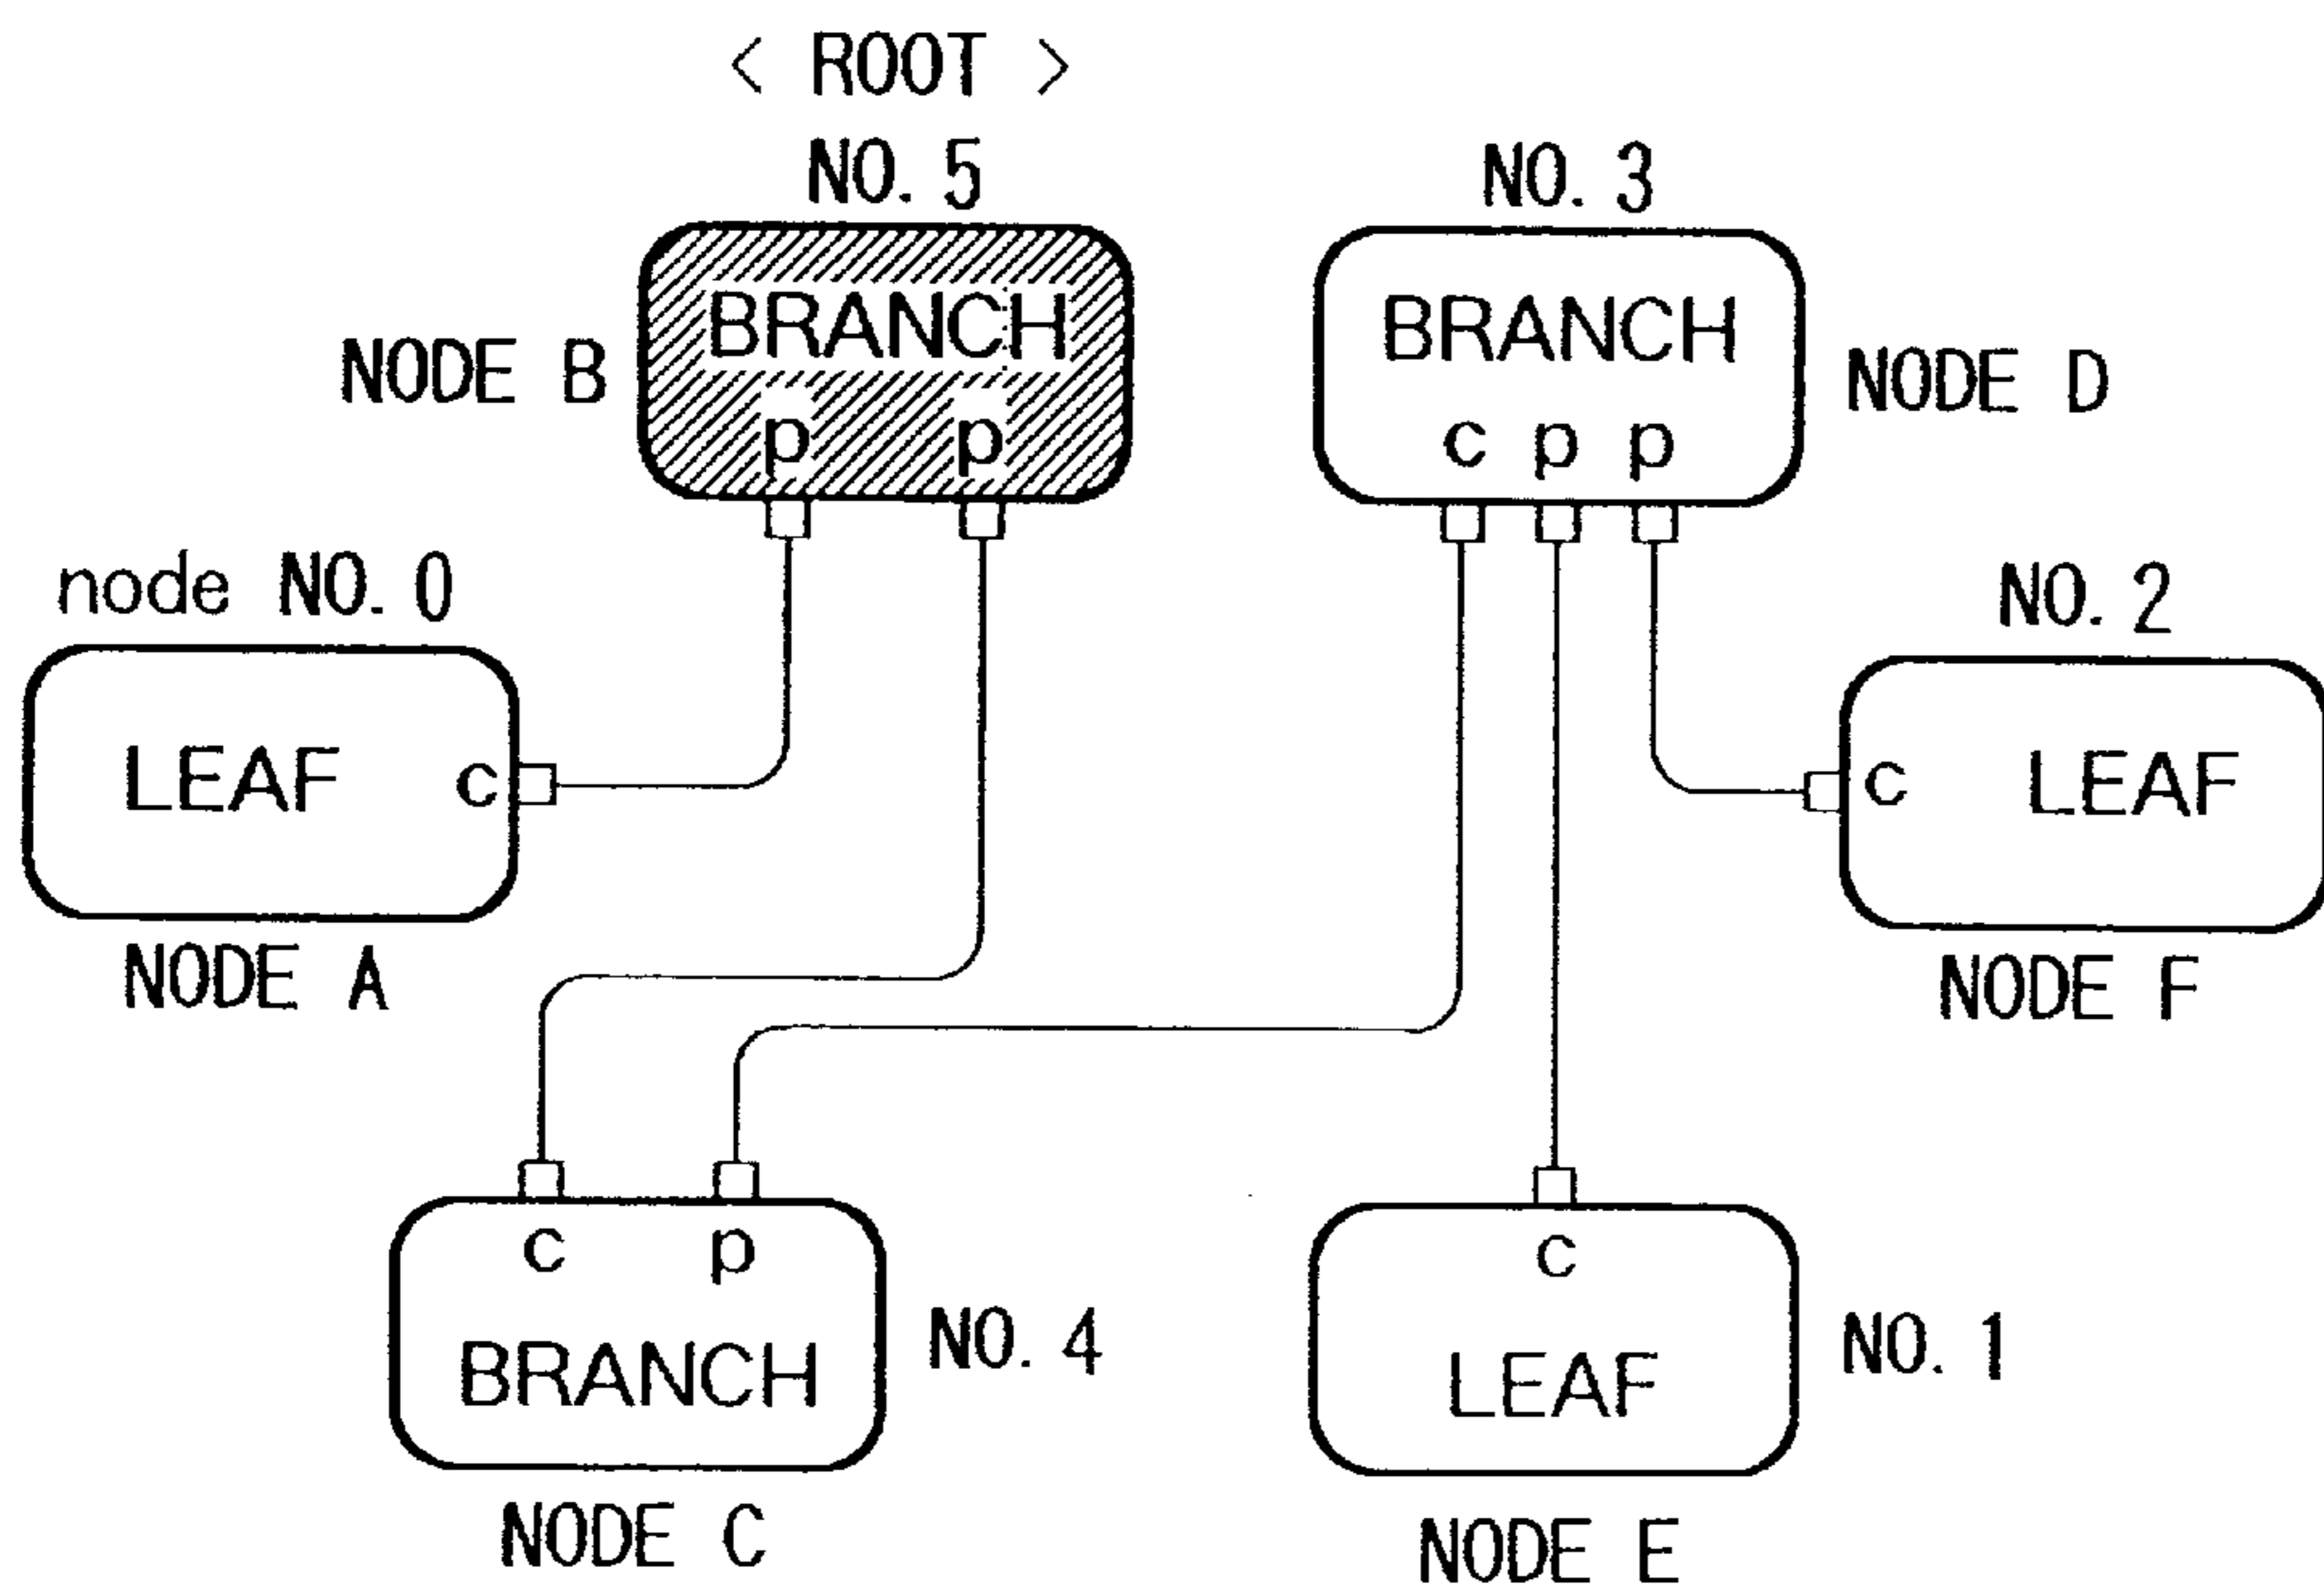 < ROOT >
NO. 5
NO. 3
BRANCH
BRANCH
NODE B
NODE D
p p
c p p
node NO. 0
NO. 2
LEAF c
c LEAF
NODE A
NODE F
c p
c
NO. 4
NO. 1
BRANCH
LEAF
NODE C
NODE E